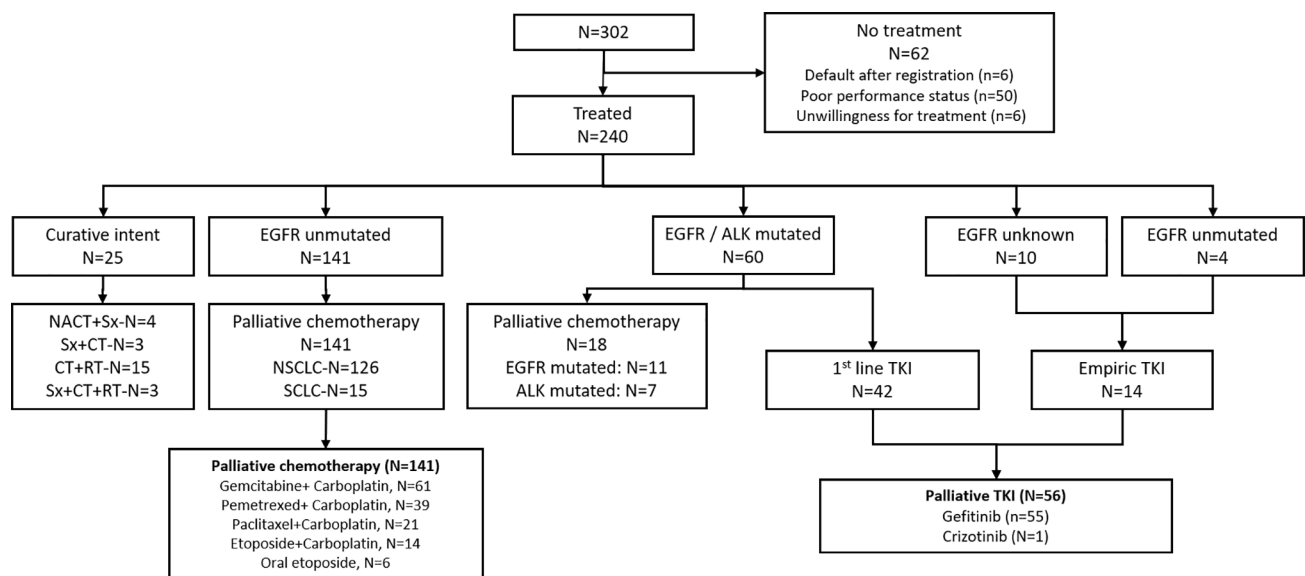 N=302
No treatment
N=62
Default after registration (n=6)
Poor performance status (n=50)
Unwillingness for treatment (n=6)
Treated
N=240
Curative intent
N=25
EGFR unmutated
N=141
EGFR / ALK mutated
N=60
EGFR unknown
N=10
EGFR unmutated
N=4
NACT+Sx-N=4
Sx+CT-N=3
CT+RT-N=15
Sx+CT+RT-N=3
Palliative chemotherapy
N=141
NSCLC-N=126
SCLC-N=15
Palliative chemotherapy
N=18
EGFR mutated: N=11
ALK mutated: N=7
1st line TKI
N=42
Empiric TKI
N=14
Palliative chemotherapy (N=141)
Gemcitabine+ Carboplatin, N=61
Pemetrexed+ Carboplatin, N=39
Paclitaxel+Carboplatin, N=21
Etoposide+Carboplatin, N=14
Oral etoposide, N=6
Palliative TKI (N=56)
Gefitinib (n=55)
Crizotinib (N=1)